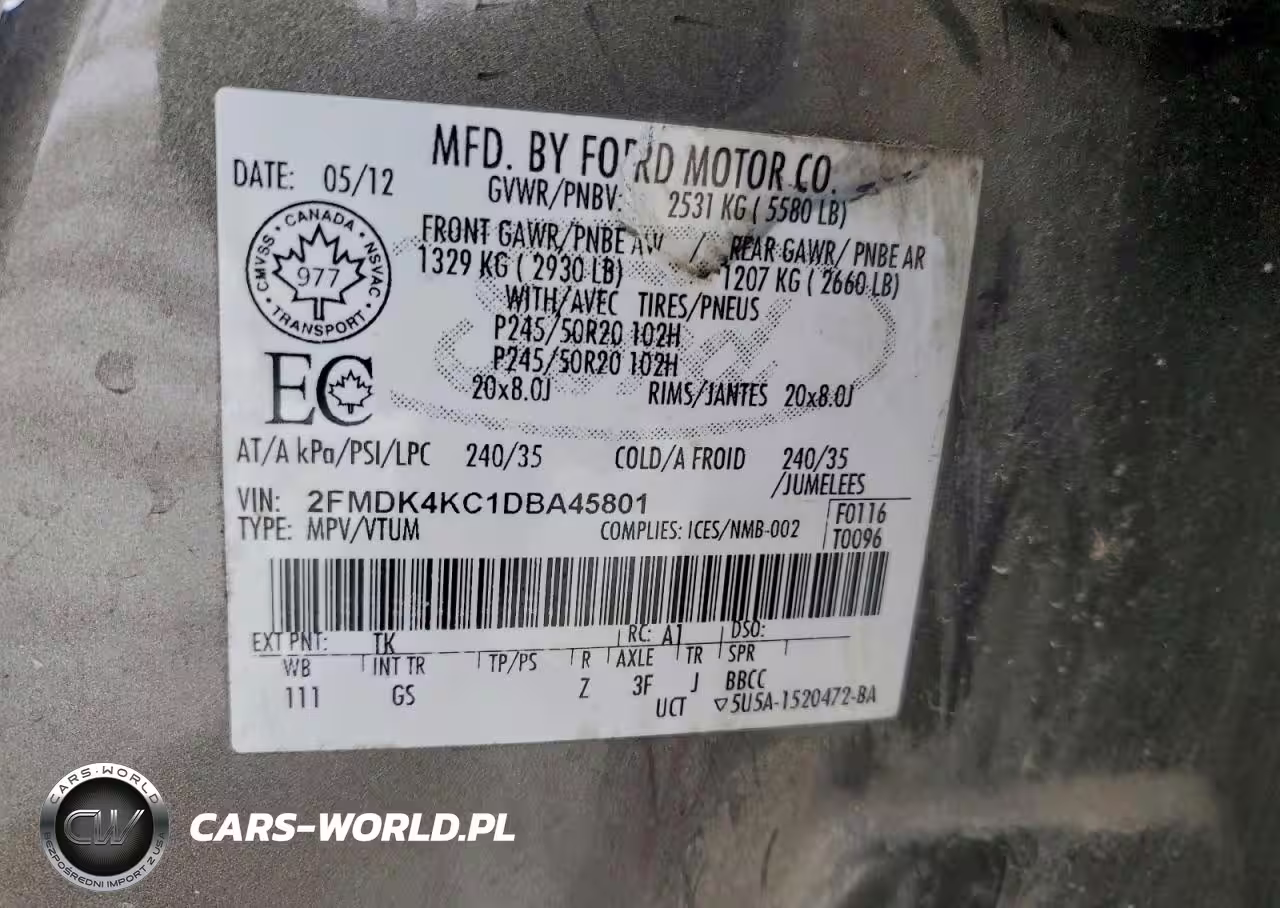 MFD. BY FORD MOTOR CO.
DATE: 05/12
GVWR/PNBV: 2531 KG ( 5580 LB)
FRONT GAWR/PNBE AV / REAR GAWR/ PNBE AR
1329 KG ( 2930 LB) 1207 KG ( 2660 LB)
WITH/AVEC TIRES/PNEUS
P245/50R20 102H
P245/50R20 102H
20x8.0J RIMS/JANTES 20x8.0J
CANADA
CMVSS • NSVAC
977
TRANSPORT
EC
AT/A kPa/PSI/LPC 240/35 COLD/A FROID 240/35
/JUMELEES
VIN: 2FMDK4KC1DBA45801
F0116
TYPE: MPV/VTUM COMPLIES: ICES/NMB-002 T0096
EXT PNT: TK RC: A1 DSO:
WB INT TR TP/PS R AXLE TR SPR
111 GS Z 3F J BBCC
UCT ▽5U5A-1520472-BA
CARS-WORLD
CW
BEZPOŚREDNI IMPORT Z USA
CARS-WORLD.PL